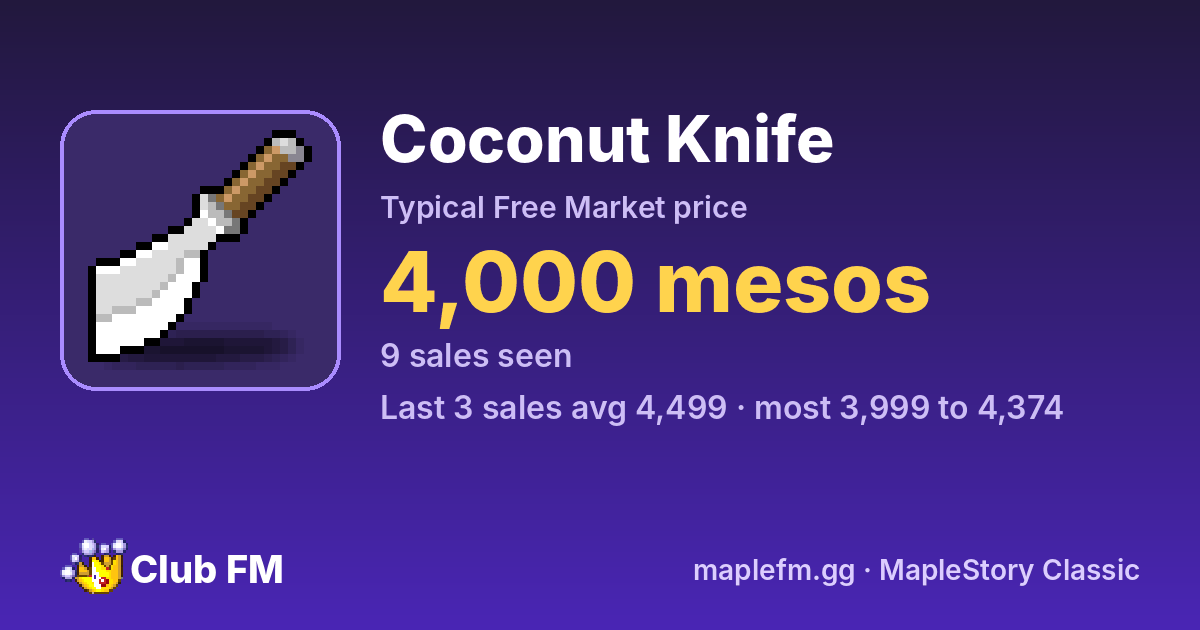 Coconut Knife
Typical Free Market price
4,000 mesos
9 sales seen
Last 3 sales avg 4,499 · most 3,999 to 4,374
Club FM
maplefm.gg · MapleStory Classic